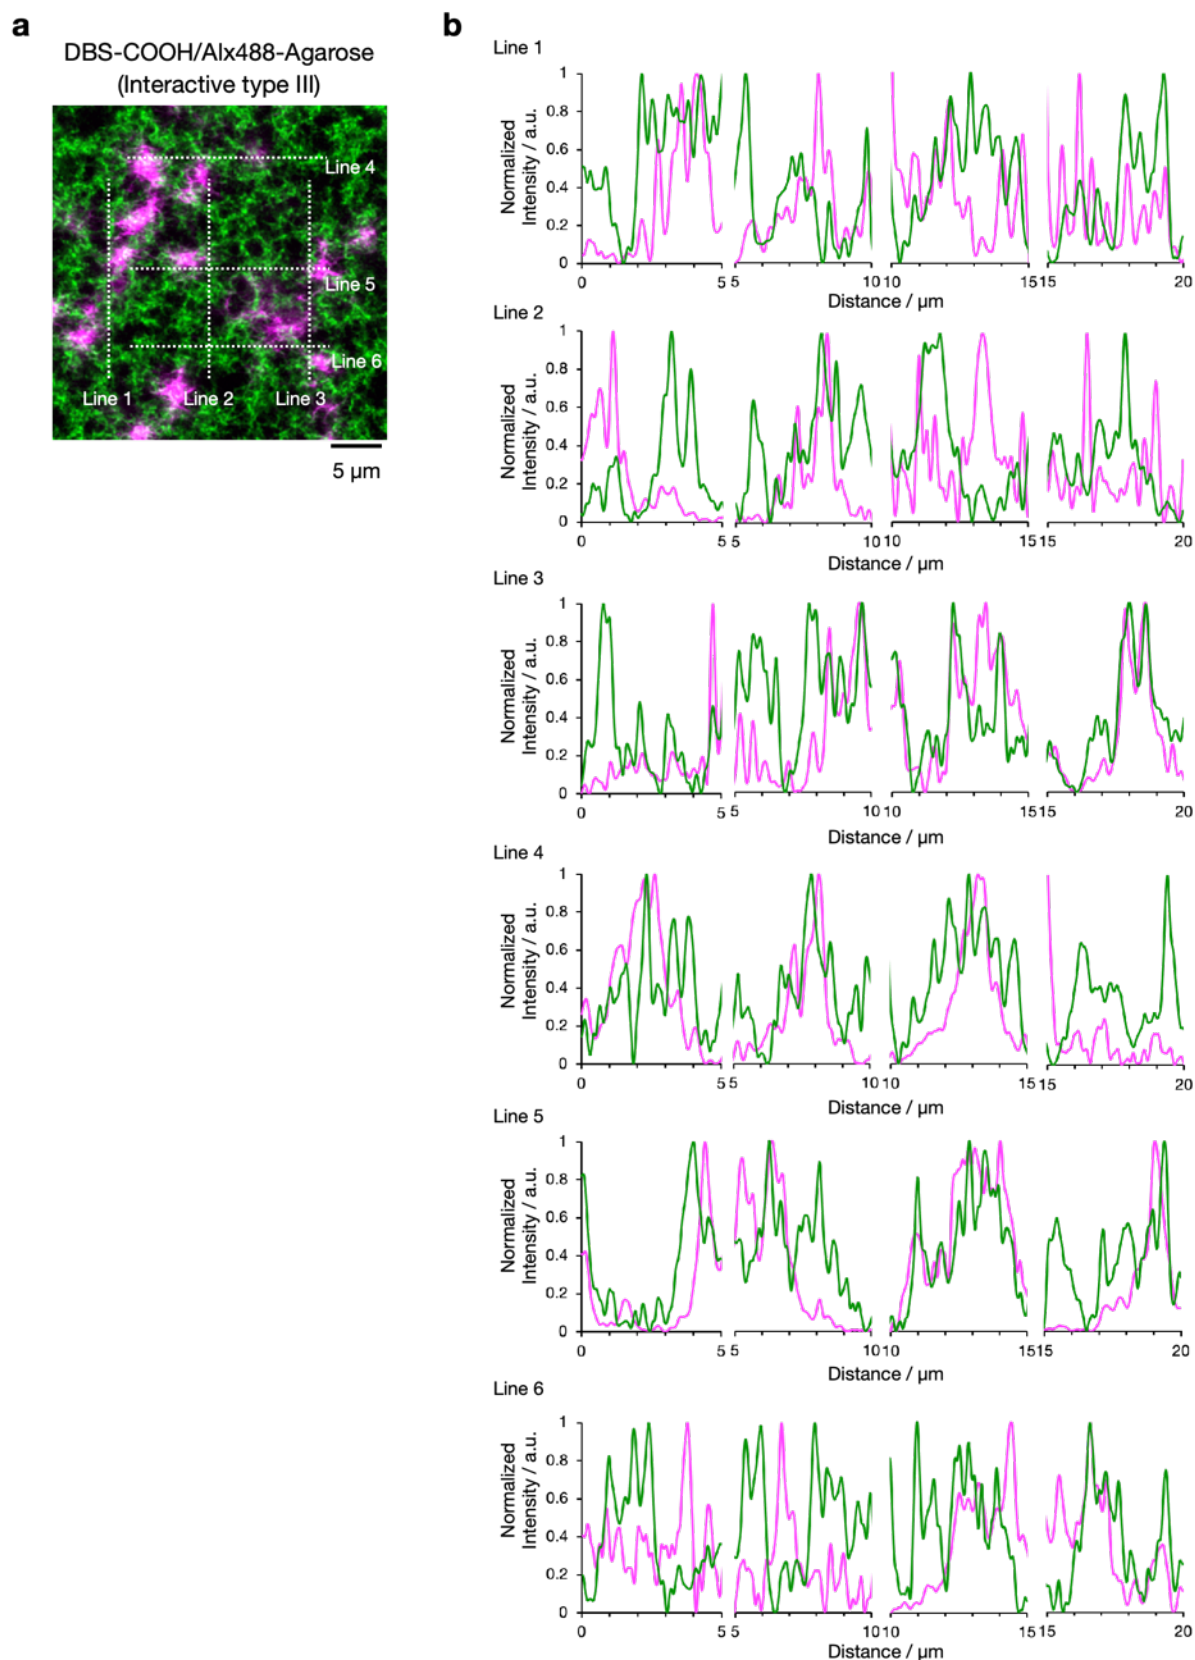 a
DBS-COOH/Alx488-Agarose
(Interactive type III)
Line 4
Line 5
Line 6
Line 1 Line 2 Line 3
5 µm
b
Line 1
Normalized
Intensity / a.u.
1
0.8
0.6
0.4
0.2
0
0 5 5 10 10 15 15 20
Distance / µm
Line 2
Normalized
Intensity / a.u.
1
0.8
0.6
0.4
0.2
0
0 5 5 10 10 15 15 20
Distance / µm
Line 3
Normalized
Intensity / a.u.
1
0.8
0.6
0.4
0.2
0
0 5 5 10 10 15 15 20
Distance / µm
Line 4
Normalized
Intensity / a.u.
1
0.8
0.6
0.4
0.2
0
0 5 5 10 10 15 15 20
Distance / µm
Line 5
Normalized
Intensity / a.u.
1
0.8
0.6
0.4
0.2
0
0 5 5 10 10 15 15 20
Distance / µm
Line 6
Normalized
Intensity / a.u.
1
0.8
0.6
0.4
0.2
0
0 5 5 10 10 15 15 20
Distance / µm